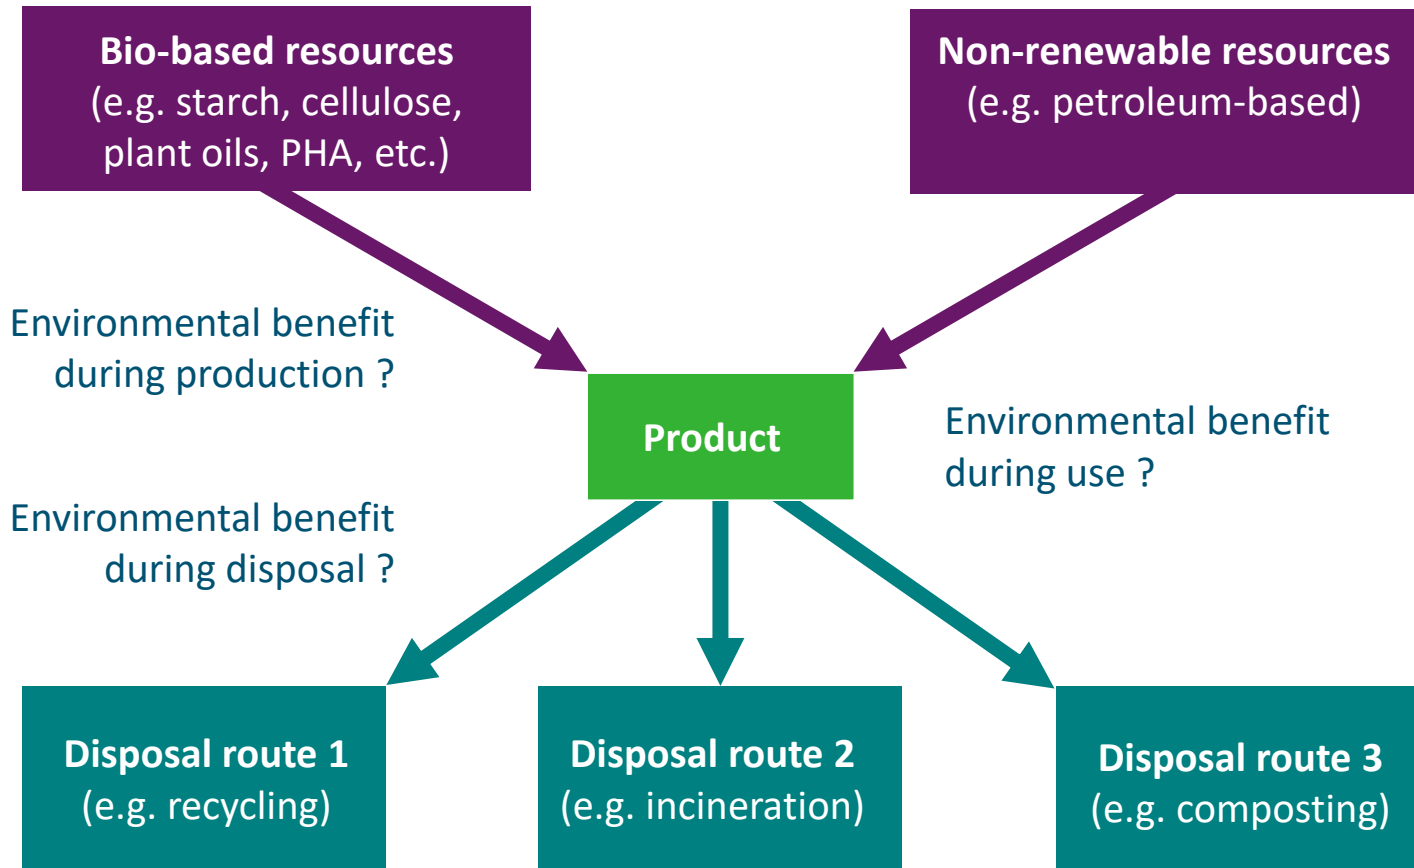 Bio-based resources
(e.g. starch, cellulose,
plant oils, PHA, etc.)
Non-renewable resources
(e.g. petroleum-based)
Environmental benefit
during production ?
Product
Environmental benefit
during use ?
Environmental benefit
during disposal ?
Disposal route 1
(e.g. recycling)
Disposal route 2
(e.g. incineration)
Disposal route 3
(e.g. composting)